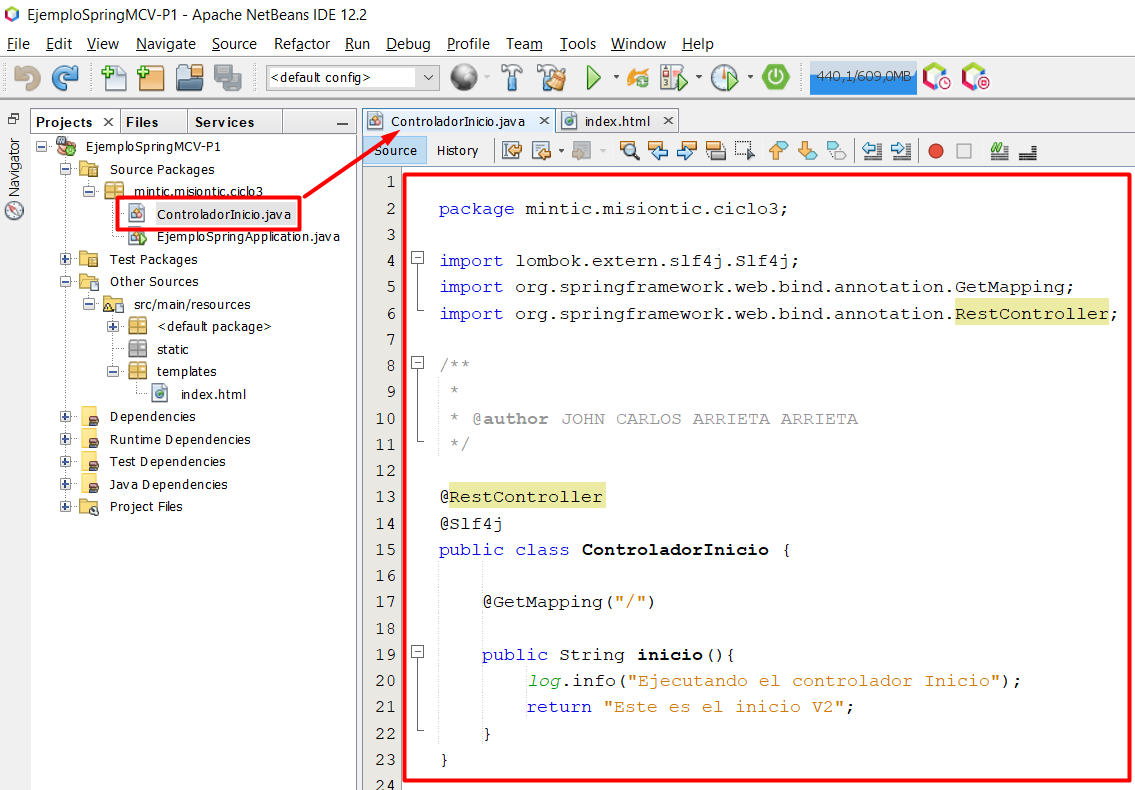 EjemploSpringMCV-P1 - Apache NetBeans IDE 12.2
File Edit View Navigate Source Refactor Run Debug Profile Team Tools Window Help
<default config>
440,1/609,0MB
Navigator
Projects Files Services
EjemploSpringMCV-P1
Source Packages
mintic.misiontic.ciclo3
ControladorInicio.java
EjemploSpringApplication.java
Test Packages
Other Sources
src/main/resources
<default package>
static
templates
index.html
Dependencies
Runtime Dependencies
Test Dependencies
Java Dependencies
Project Files
ControladorInicio.java index.html
Source History
1
2 package mintic.misiontic.ciclo3;
3
4 import lombok.extern.slf4j.Slf4j;
5 import org.springframework.web.bind.annotation.GetMapping;
6 import org.springframework.web.bind.annotation.RestController;
7
8 /**
9 *
10 * @author JOHN CARLOS ARRIETA ARRIETA
11 */
12
13 @RestController
14 @Slf4j
15 public class ControladorInicio {
16
17 @GetMapping("/")
18
19 public String inicio(){
20 log.info("Ejecutando el controlador Inicio");
21 return "Este es el inicio V2";
22 }
23 }
24